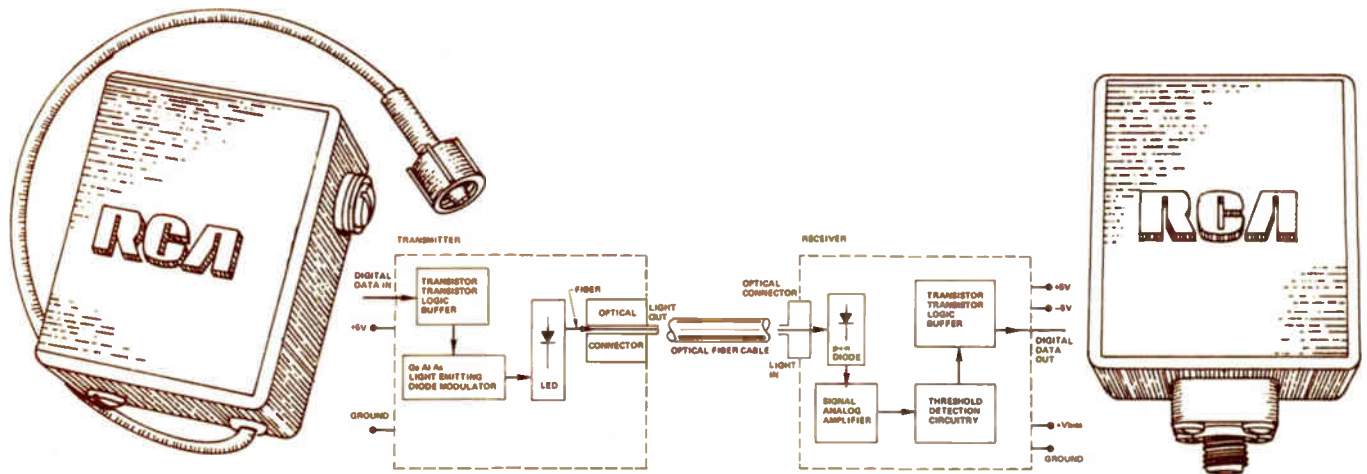 RCA
TRANSMITTER
DIGITAL
DATA IN
+5V
GROUND
TRANSISTOR
TRANSISTOR
LOGIC
BUFFER
Ga Al As
LIGHT EMITTING
DIODE MODULATOR
LED
FIBER
OPTICAL
CONNECTOR
LIGHT
OUT
OPTICAL FIBER CABLE
RECEIVER
OPTICAL
CONNECTOR
LIGHT
IN
DIODE
SIGNAL
ANALOG
AMPLIFIER
THRESHOLD
DETECTION
CIRCUITRY
TRANSISTOR
TRANSISTOR
LOGIC
BUFFER
+5V
-5V
DIGITAL
DATA
OUT
+Vbias
GROUND
RCA